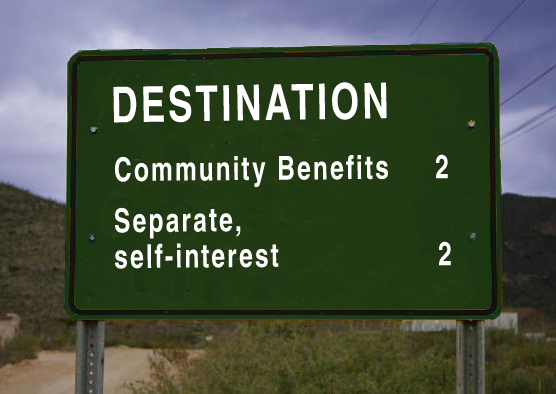 DESTINATION
Community Benefits 2
Separate,
self-interest 2